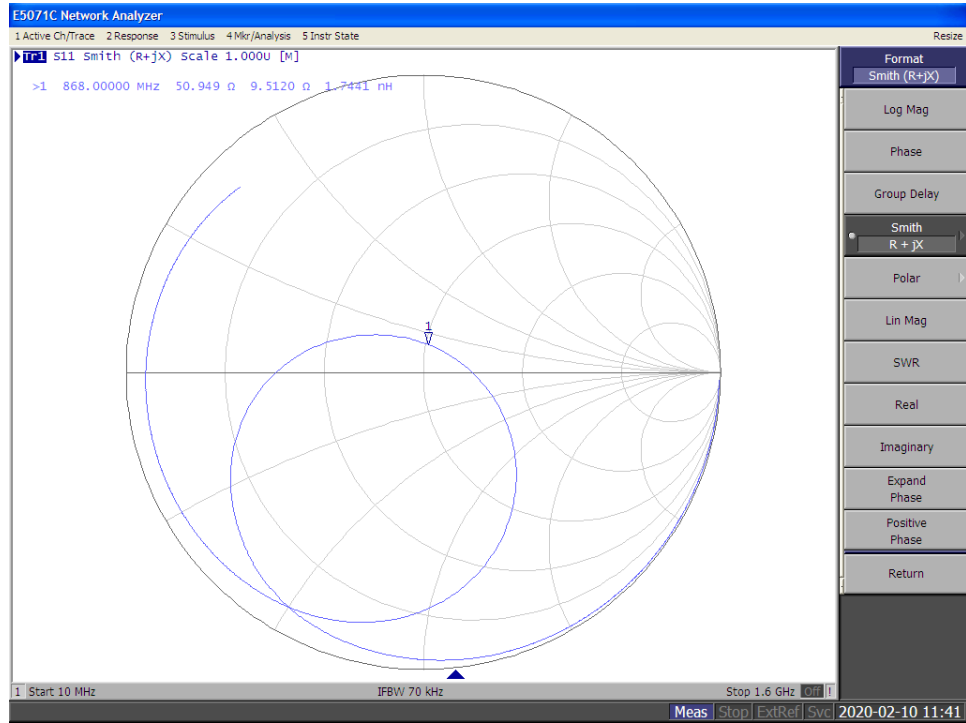 E5071C Network Analyzer
1 Active Ch/Trace 2 Response 3 Stimulus 4 Mkr/Analysis 5 Instr State Resize
Tr1 S11 Smith (R+jX) Scale 1.000U [M]
>1 868.00000 MHz 50.949 Ω 9.5120 Ω 1.7441 nH
1
Format
Smith (R+jX)
Log Mag
Phase
Group Delay
Smith
R + jX
Polar
Lin Mag
SWR
Real
Imaginary
Expand
Phase
Positive
Phase
Return
1 Start 10 MHz IFBW 70 kHz Stop 1.6 GHz Off !
Meas Stop ExtRef Svc 2020-02-10 11:41